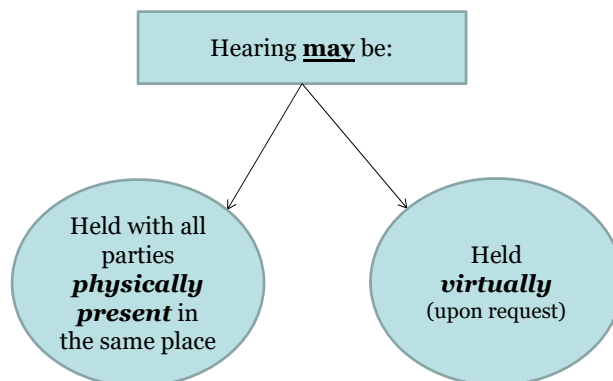 Hearing may be:
Held with all
parties
physically
present in
the same place
Held
virtually
(upon request)